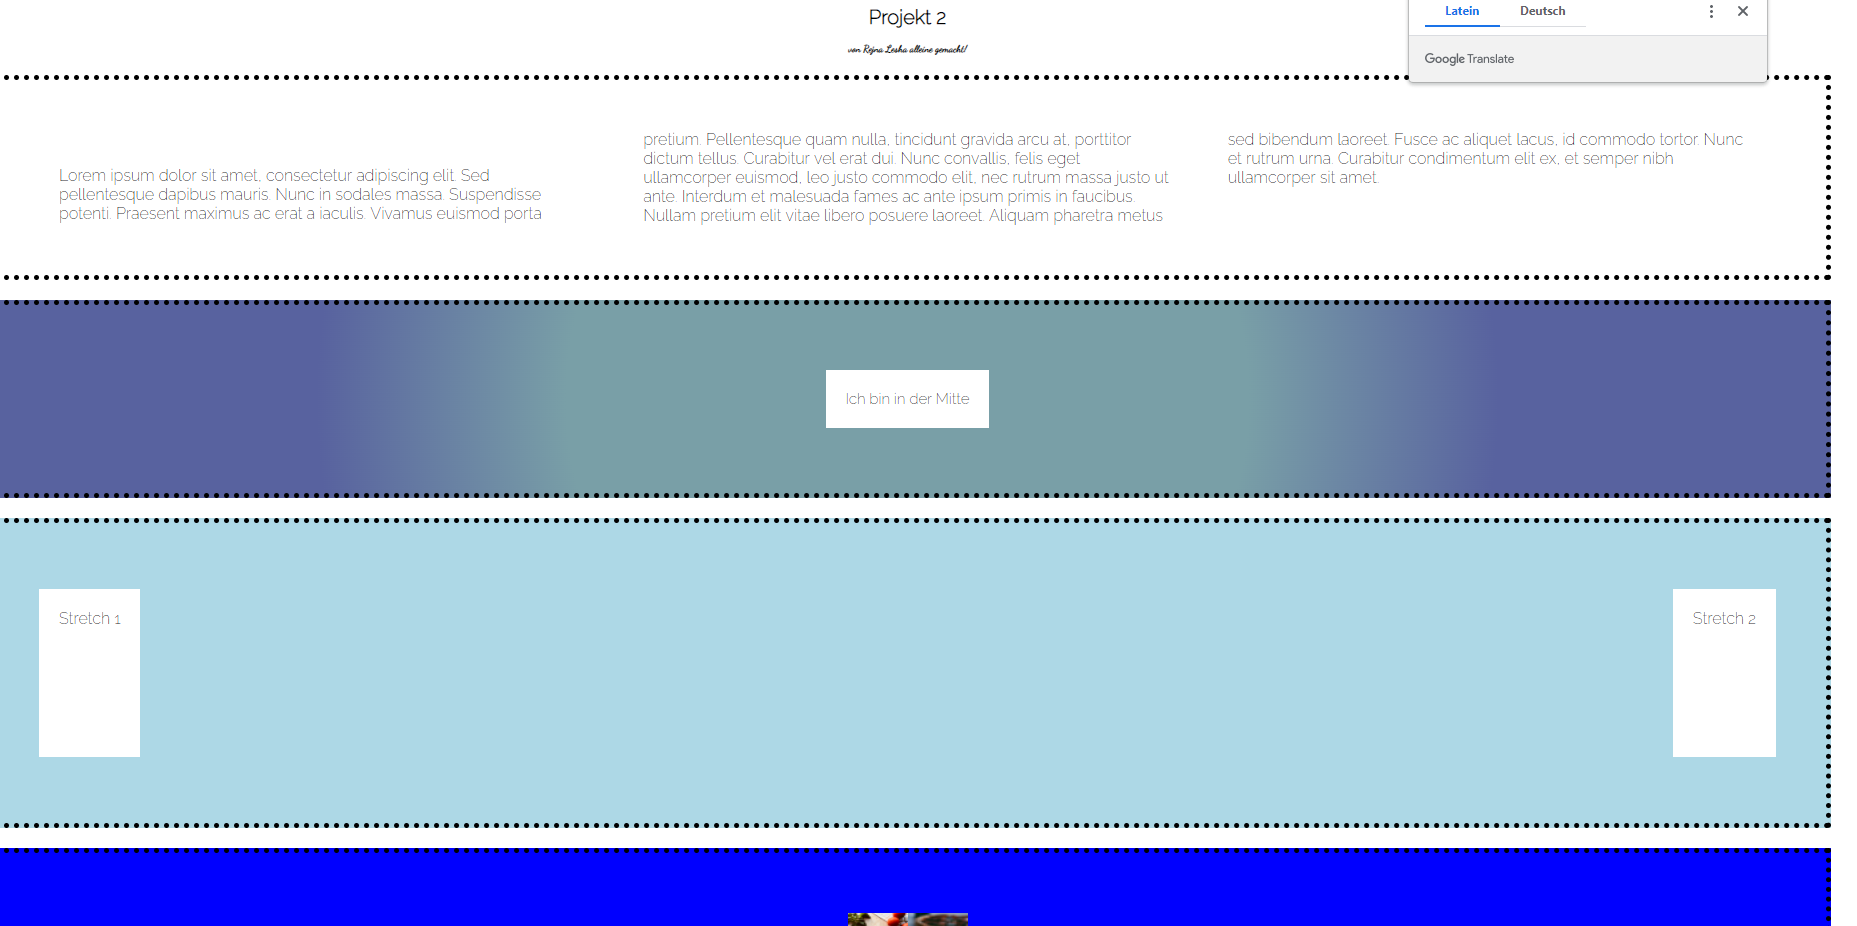 Projekt 2
von Rejna Lesha alleine gemacht!
Latein Deutsch
Google Translate
Lorem ipsum dolor sit amet, consectetur adipiscing elit. Sed
pellentesque dapibus mauris. Nunc in sodales massa. Suspendisse
potenti. Praesent maximus ac erat a iaculis. Vivamus euismod porta
pretium. Pellentesque quam nulla, tincidunt gravida arcu at, porttitor
dictum tellus. Curabitur vel erat dui. Nunc convallis, felis eget
ullamcorper euismod, leo justo commodo elit, nec rutrum massa justo ut
ante. Interdum et malesuada fames ac ante ipsum primis in faucibus.
Nullam pretium elit vitae libero posuere laoreet. Aliquam pharetra metus
sed bibendum laoreet. Fusce ac aliquet lacus, id commodo tortor. Nunc
et rutrum urna. Curabitur condimentum elit ex, et semper nibh
ullamcorper sit amet.
Ich bin in der Mitte
Stretch 1
Stretch 2